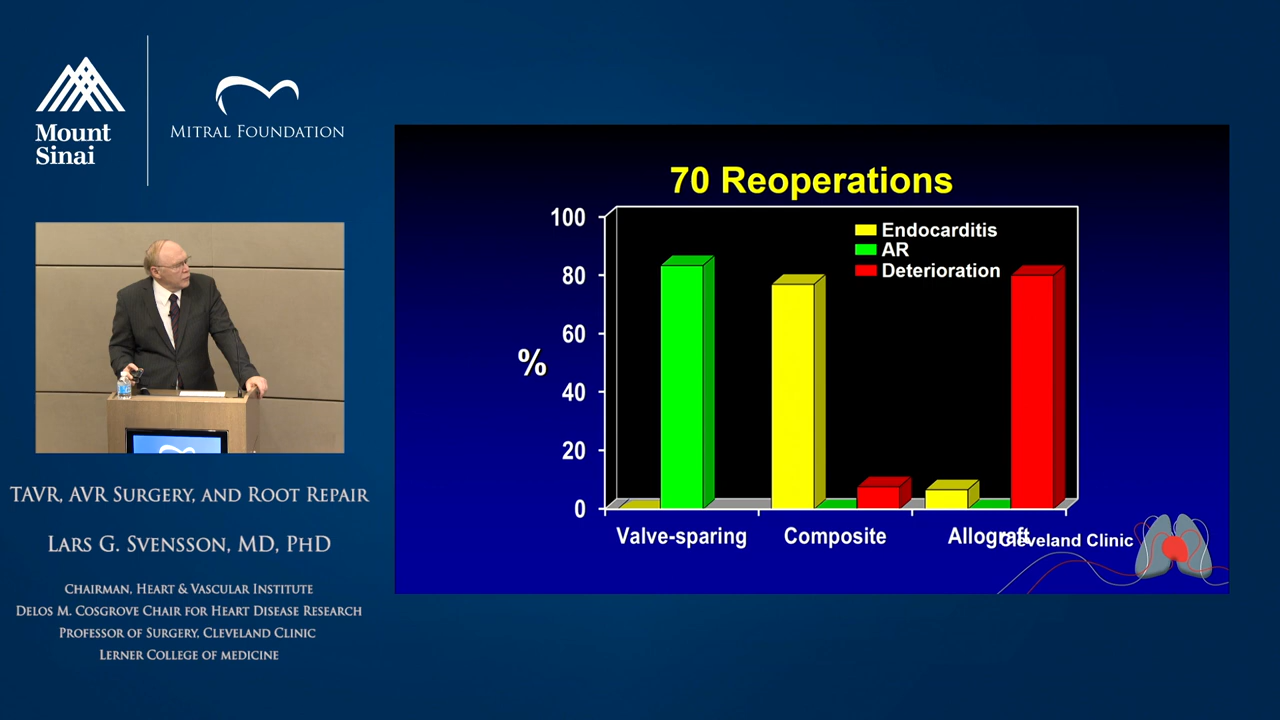 Mount
Sinai
MITRAL FOUNDATION
TAVR, AVR SURGERY, AND ROOT REPAIR
LARS G. SVENSSON, MD, PHD
CHAIRMAN, HEART & VASCULAR INSTITUTE
DELOS M. COSGROVE CHAIR FOR HEART DISEASE RESEARCH
PROFESSOR OF SURGERY, CLEVELAND CLINIC
LERNER COLLEGE OF MEDICINE
70 Reoperations
100
80
60
40
20
0
%
Endocarditis
AR
Deterioration
Valve-sparing
Composite
Allograft
Cleveland Clinic